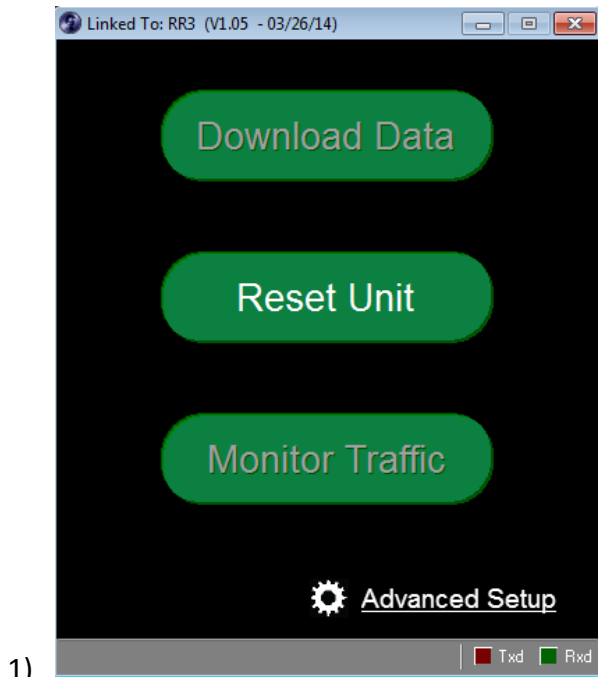 Linked To: RR3 (V1.05 - 03/26/14)
Download Data
Reset Unit
Monitor Traffic
Advanced Setup
1)
Txd Rxd